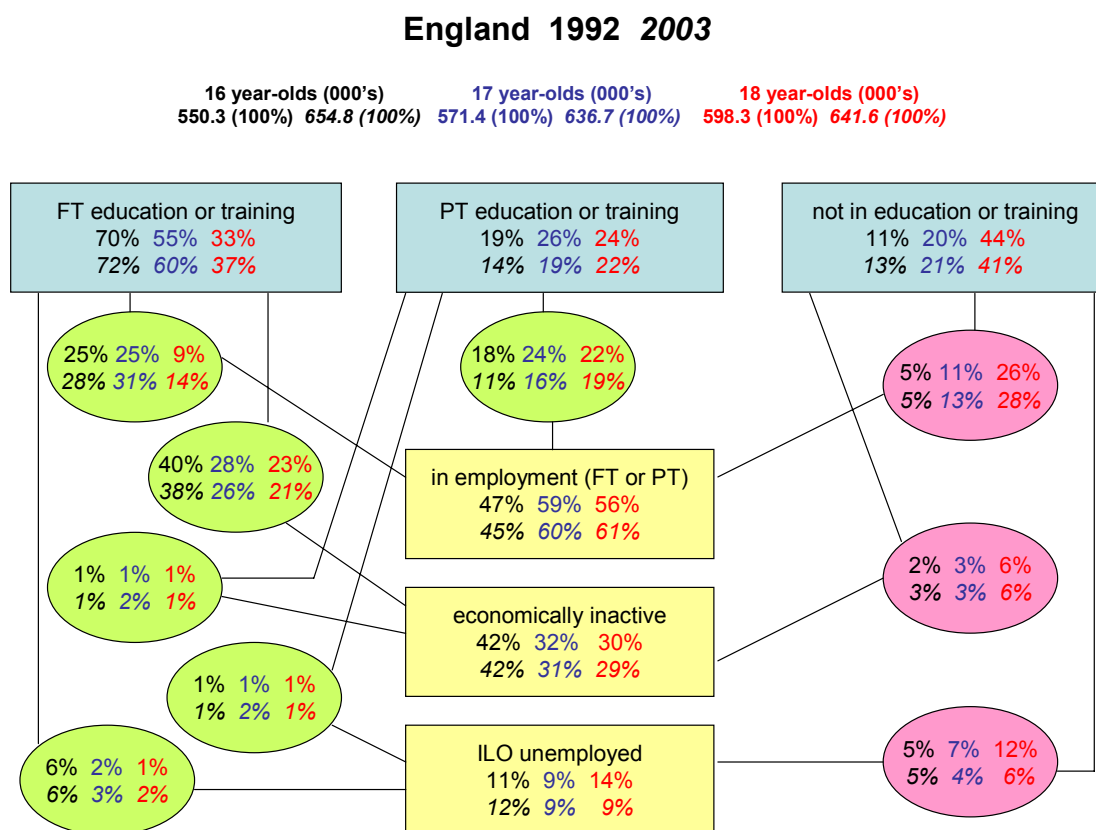 England 1992 2003
16 year-olds (000's) 17 year-olds (000's) 18 year-olds (000's)
550.3 (100%) 654.8 (100%) 571.4 (100%) 636.7 (100%) 598.3 (100%) 641.6 (100%)
FT education or training
70% 55% 33%
72% 60% 37%
PT education or training
19% 26% 24%
14% 19% 22%
not in education or training
11% 20% 44%
13% 21% 41%
25% 25% 9%
28% 31% 14%
18% 24% 22%
11% 16% 19%
5% 11% 26%
5% 13% 28%
40% 28% 23%
38% 26% 21%
in employment (FT or PT)
47% 59% 56%
45% 60% 61%
1% 1% 1%
1% 2% 1%
2% 3% 6%
3% 3% 6%
economically inactive
42% 32% 30%
42% 31% 29%
1% 1% 1%
1% 2% 1%
6% 2% 1%
6% 3% 2%
ILO unemployed
11% 9% 14%
12% 9% 9%
5% 7% 12%
5% 4% 6%